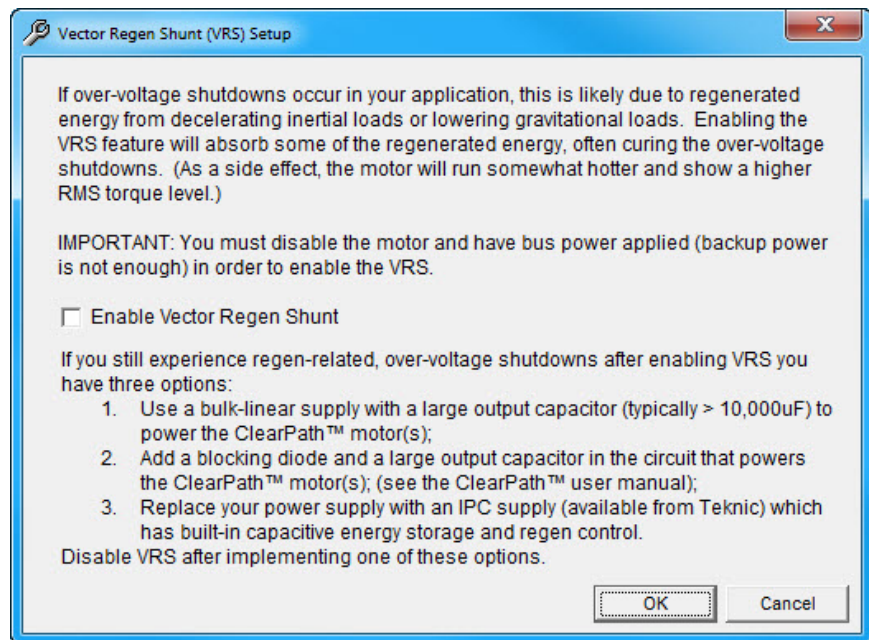 Vector Regen Shunt (VRS) Setup
If over-voltage shutdowns occur in your application, this is likely due to regenerated
energy from decelerating inertial loads or lowering gravitational loads.  Enabling the
VRS feature will absorb some of the regenerated energy, often curing the over-voltage
shutdowns.  (As a side effect, the motor will run somewhat hotter and show a higher
RMS torque level.)
IMPORTANT: You must disable the motor and have bus power applied (backup power
is not enough) in order to enable the VRS.
Enable Vector Regen Shunt
If you still experience regen-related, over-voltage shutdowns after enabling VRS you
have three options:
1. Use a bulk-linear supply with a large output capacitor (typically > 10,000uF) to
power the ClearPath™ motor(s);
2. Add a blocking diode and a large output capacitor in the circuit that powers
the ClearPath™ motor(s); (see the ClearPath™ user manual);
3. Replace your power supply with an IPC supply (available from Teknic) which
has built-in capacitive energy storage and regen control.
Disable VRS after implementing one of these options.
OK
Cancel